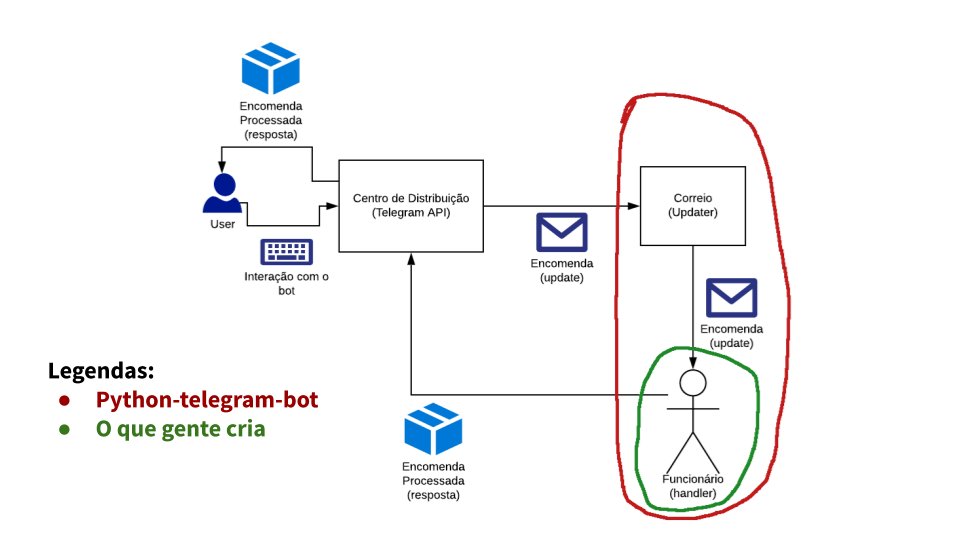 Encomenda
Processada
(resposta)
User
Interação com o
bot
Centro de Distribuição
(Telegram API)
Encomenda
(update)
Correio
(Updater)
Encomenda
(update)
Funcionário
(handler)
Encomenda
Processada
(resposta)
Legendas:
● Python-telegram-bot
● O que gente cria